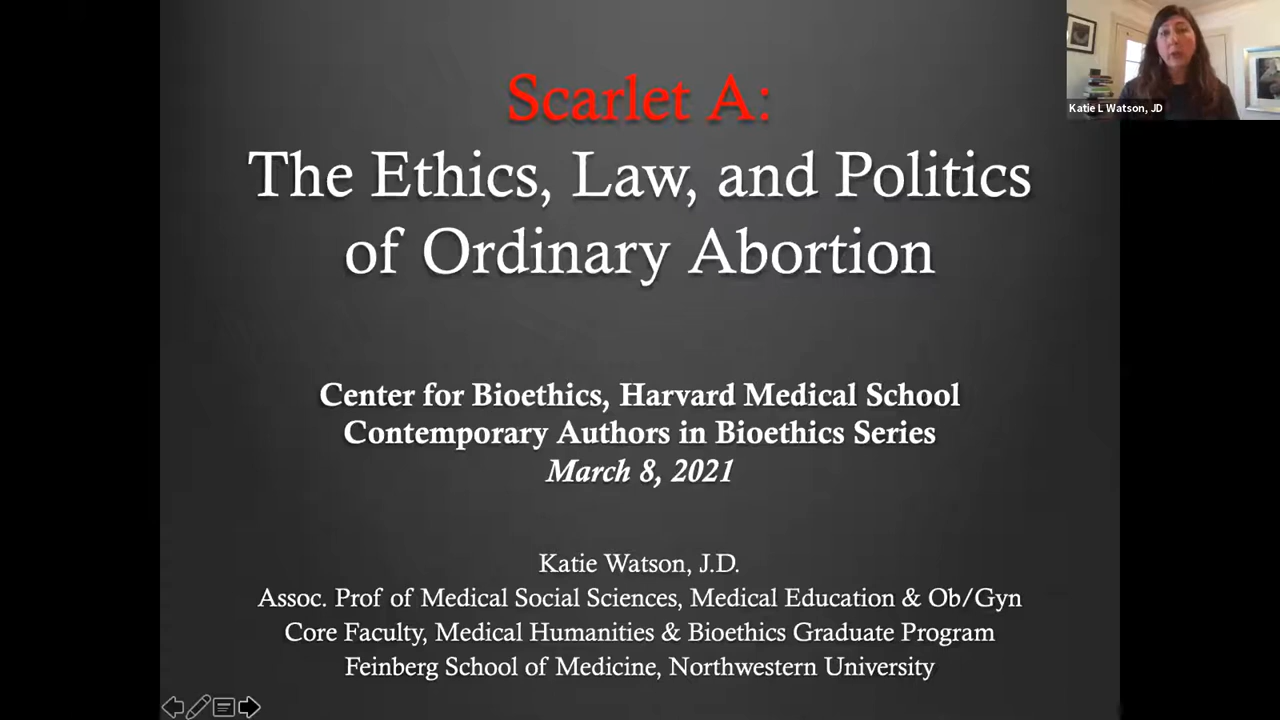 Scarlet A:
The Ethics, Law, and Politics
of Ordinary Abortion
Center for Bioethics, Harvard Medical School
Contemporary Authors in Bioethics Series
March 8, 2021
Katie Watson, J.D.
Assoc. Prof of Medical Social Sciences, Medical Education & Ob/Gyn
Core Faculty, Medical Humanities & Bioethics Graduate Program
Feinberg School of Medicine, Northwestern University
Katie L Watson, JD